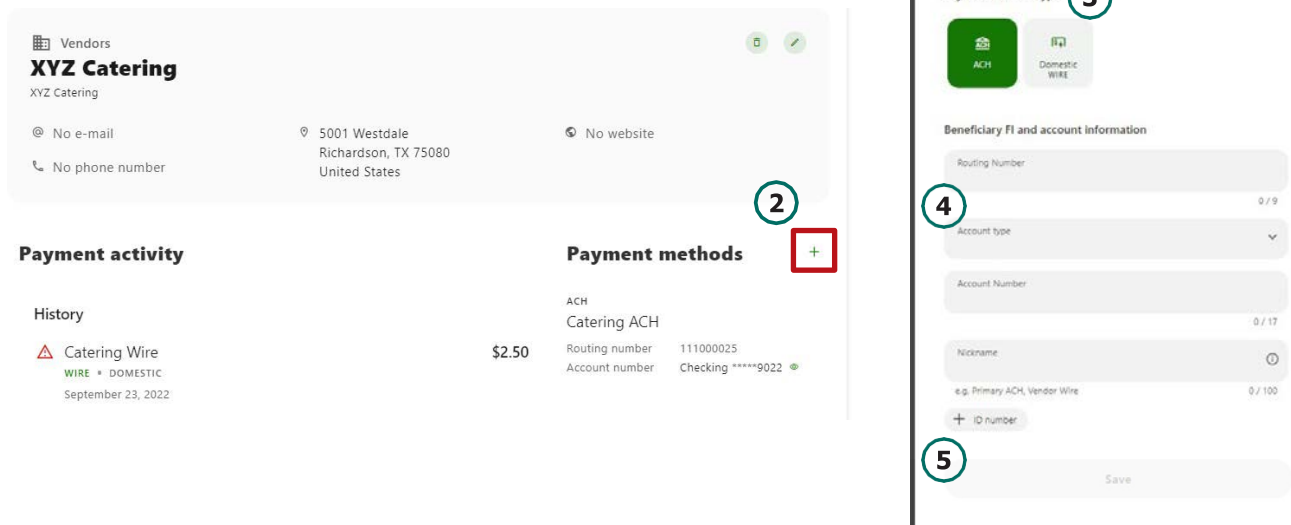 Vendors
XYZ Catering
XYZ Catering
@ No e-mail
No phone number
5001 Westdale
Richardson, TX 75080
United States
No website
2
Payment activity
History
Catering Wire
$2.50
WIRE • DOMESTIC
September 23, 2022
Payment methods +
ACH
Catering ACH
Routing number 111000025
Account number Checking *****9022
3
ACH
ACH
Domestic
WIRE
Beneficiary FI and account information
Routing Number
0 / 9
4
Account type
Account Number
0 / 17
Nickname
e.g. Primary ACH, Vendor Wire
0 / 100
+ ID number
5
Save